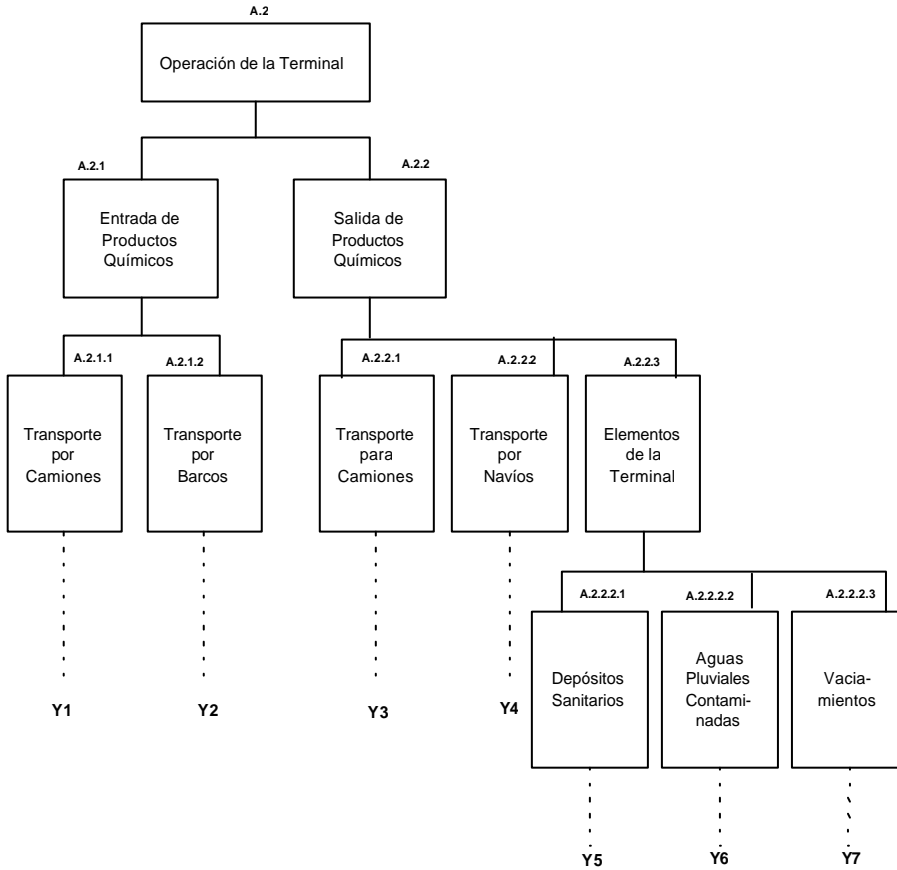 A.2
Operación de la Terminal
A.2.1
A.2.2
Entrada de
Productos
Químicos
Salida de
Productos
Químicos
A.2.1.1
A.2.1.2
A.2.2.1
A.2.2.2
A.2.2.3
Transporte
por
Camiones
Transporte
por
Barcos
Transporte
para
Camiones
Transporte
por
Navíos
Elementos
de la
Terminal
A.2.2.2.1
A.2.2.2.2
A.2.2.2.3
Depósitos
Sanitarios
Aguas
Pluviales
Contami-
nadas
Vacia-
mientos
Y1
Y2
Y3
Y4
Y5
Y6
Y7